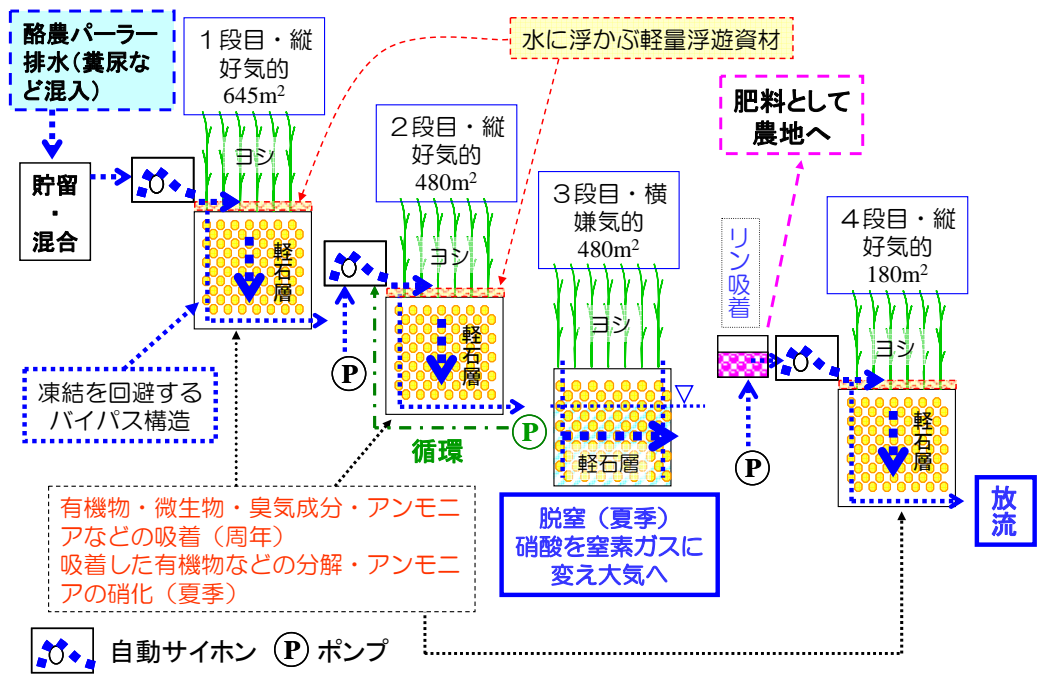 酪農パーラー
排水(糞尿な
ど混入)
貯留
・
混合
1段目・縦
好気的
645m2
ヨシ
軽石層
水に浮かぶ軽量浮遊資材
2段目・縦
好気的
480m2
ヨシ
軽石層
P
P
循環
3段目・横
嫌気的
480m2
ヨシ
▽
軽石層
リン吸着
P
肥料として
農地へ
4段目・縦
好気的
180m2
ヨシ
軽石層
放
流
凍結を回避する
バイパス構造
有機物・微生物・臭気成分・アンモニ
アなどの吸着(周年)
吸着した有機物などの分解・アンモニ
アの硝化(夏季)
脱窒(夏季)
硝酸を窒素ガスに
変え大気へ
自動サイホン
P ポンプ